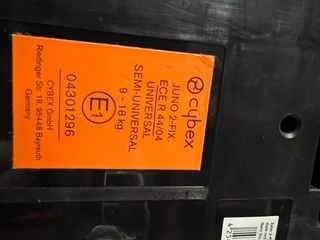 cybex
JUNO 2-FIX
ECE R 44/04
UNIVERSAL
SEMI-UNIVERSAL
9 - 18 kg
E1
04301296
CYBEX GmbH
Riedinger Str. 18, 95448 Bayreuth
Germany